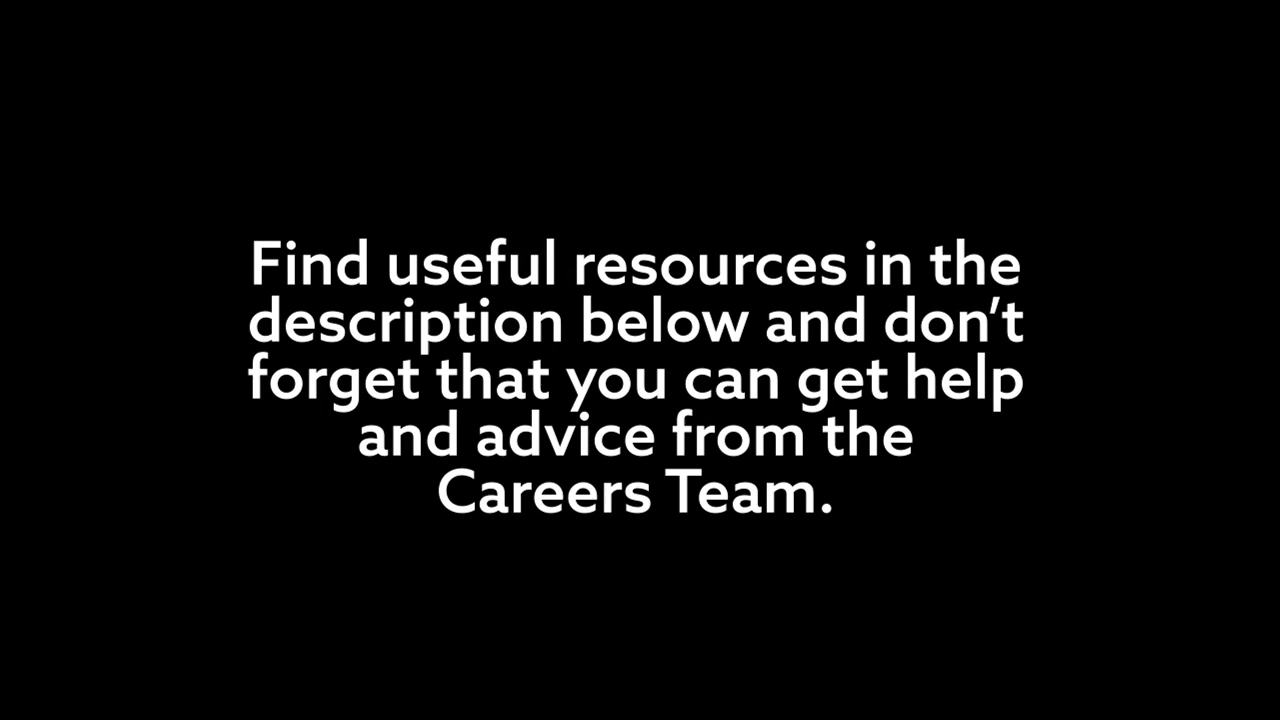 Find useful resources in the
description below and don’t
forget that you can get help
and advice from the
Careers Team.